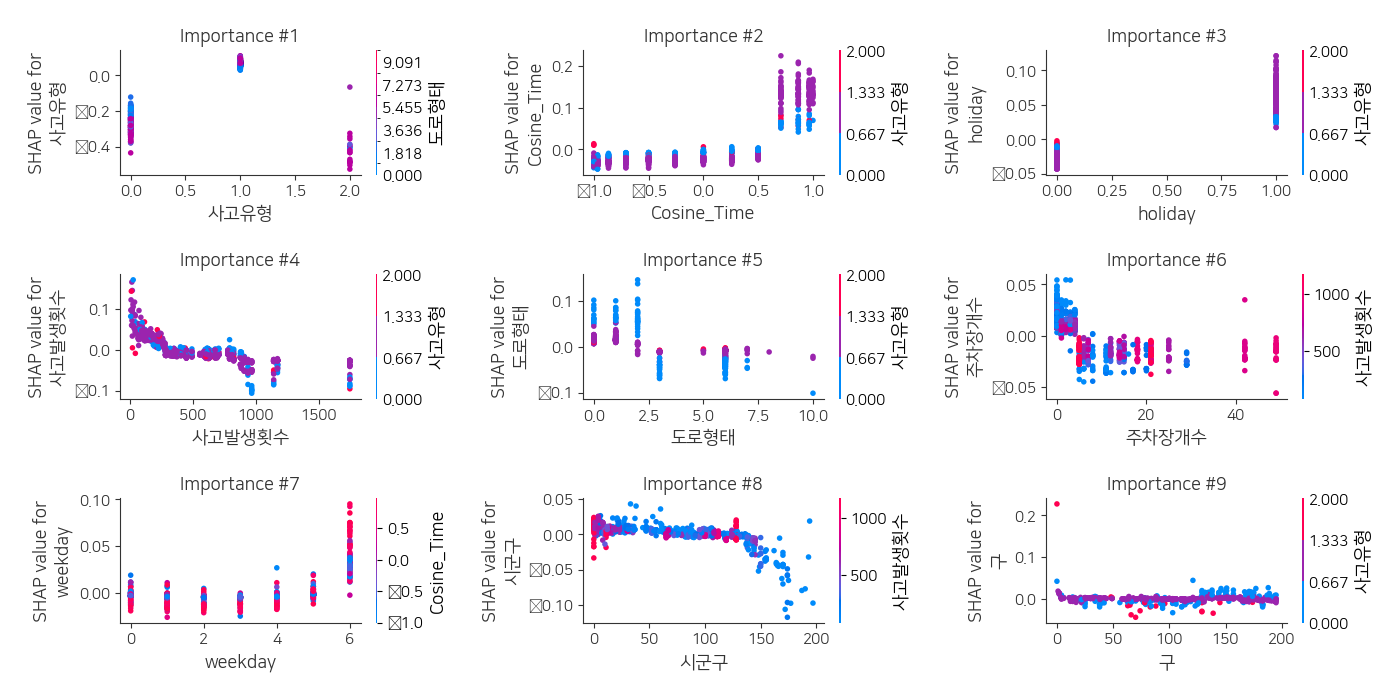 Importance #1
Importance #2
Importance #3
SHAP value for
사고유형
0.0
☒0.2
☒0.4
0.0
0.5
1.0
1.5
2.0
사고유형
9.091
7.273
5.455
3.636
1.818
0.000
도로형태
SHAP value for
Cosine_Time
0.2
0.1
0.0
☒1.0
☒0.5
0.0
0.5
1.0
Cosine_Time
2.000
1.333
0.667
0.000
사고유형
SHAP value for
holiday
0.10
0.05
0.00
☒0.05
0.00
0.25
0.50
0.75
1.00
holiday
2.000
1.333
0.667
0.000
사고유형
Importance #4
Importance #5
Importance #6
SHAP value for
사고발생횟수
0.1
0.0
☒0.1
0
500
1000
1500
사고발생횟수
2.000
1.333
0.667
0.000
사고유형
SHAP value for
도로형태
0.1
0.0
☒0.1
0.0
2.5
5.0
7.5
10.0
도로형태
2.000
1.333
0.667
0.000
사고유형
SHAP value for
주차장개수
0.05
0.00
☒0.05
0
20
40
주차장개수
1000
500
사고발생횟수
Importance #7
Importance #8
Importance #9
SHAP value for
weekday
0.10
0.05
0.00
0
2
4
6
weekday
0.5
0.0
☒0.5
☒1.0
Cosine_Time
SHAP value for
시군구
0.05
0.00
☒0.05
☒0.10
0
50
100
150
200
시군구
1000
500
사고발생횟수
SHAP value for
구
0.2
0.1
0.0
0
50
100
150
200
구
2.000
1.333
0.667
0.000
사고유형